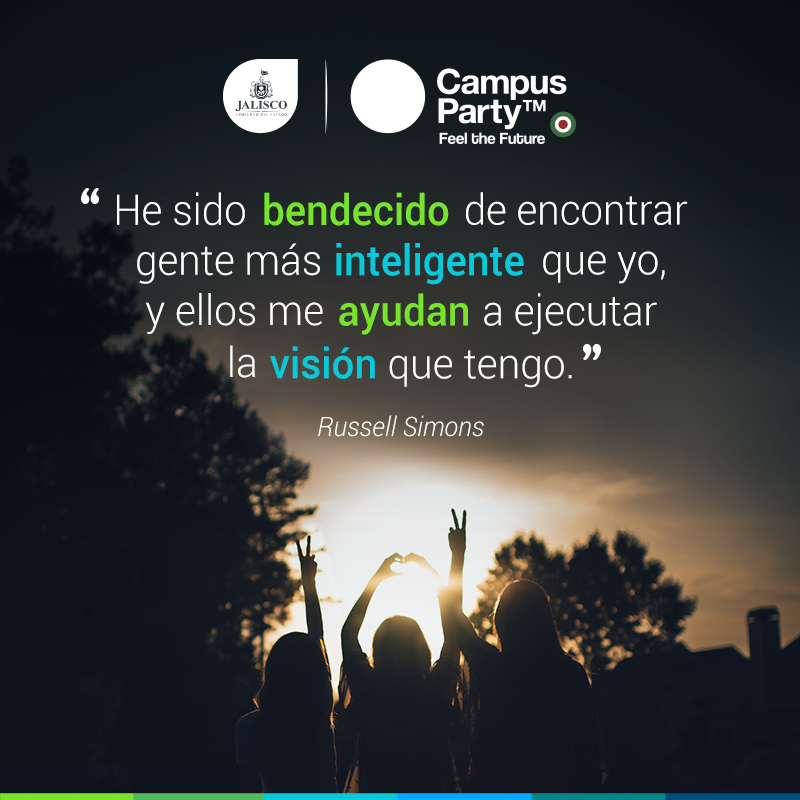 JALISCO
GOBIERNO DEL ESTADO
Campus
Party™
Feel the Future
“ He sido bendecido de encontrar
gente más inteligente que yo,
y ellos me ayudan a ejecutar
la visión que tengo. ”
Russell Simons